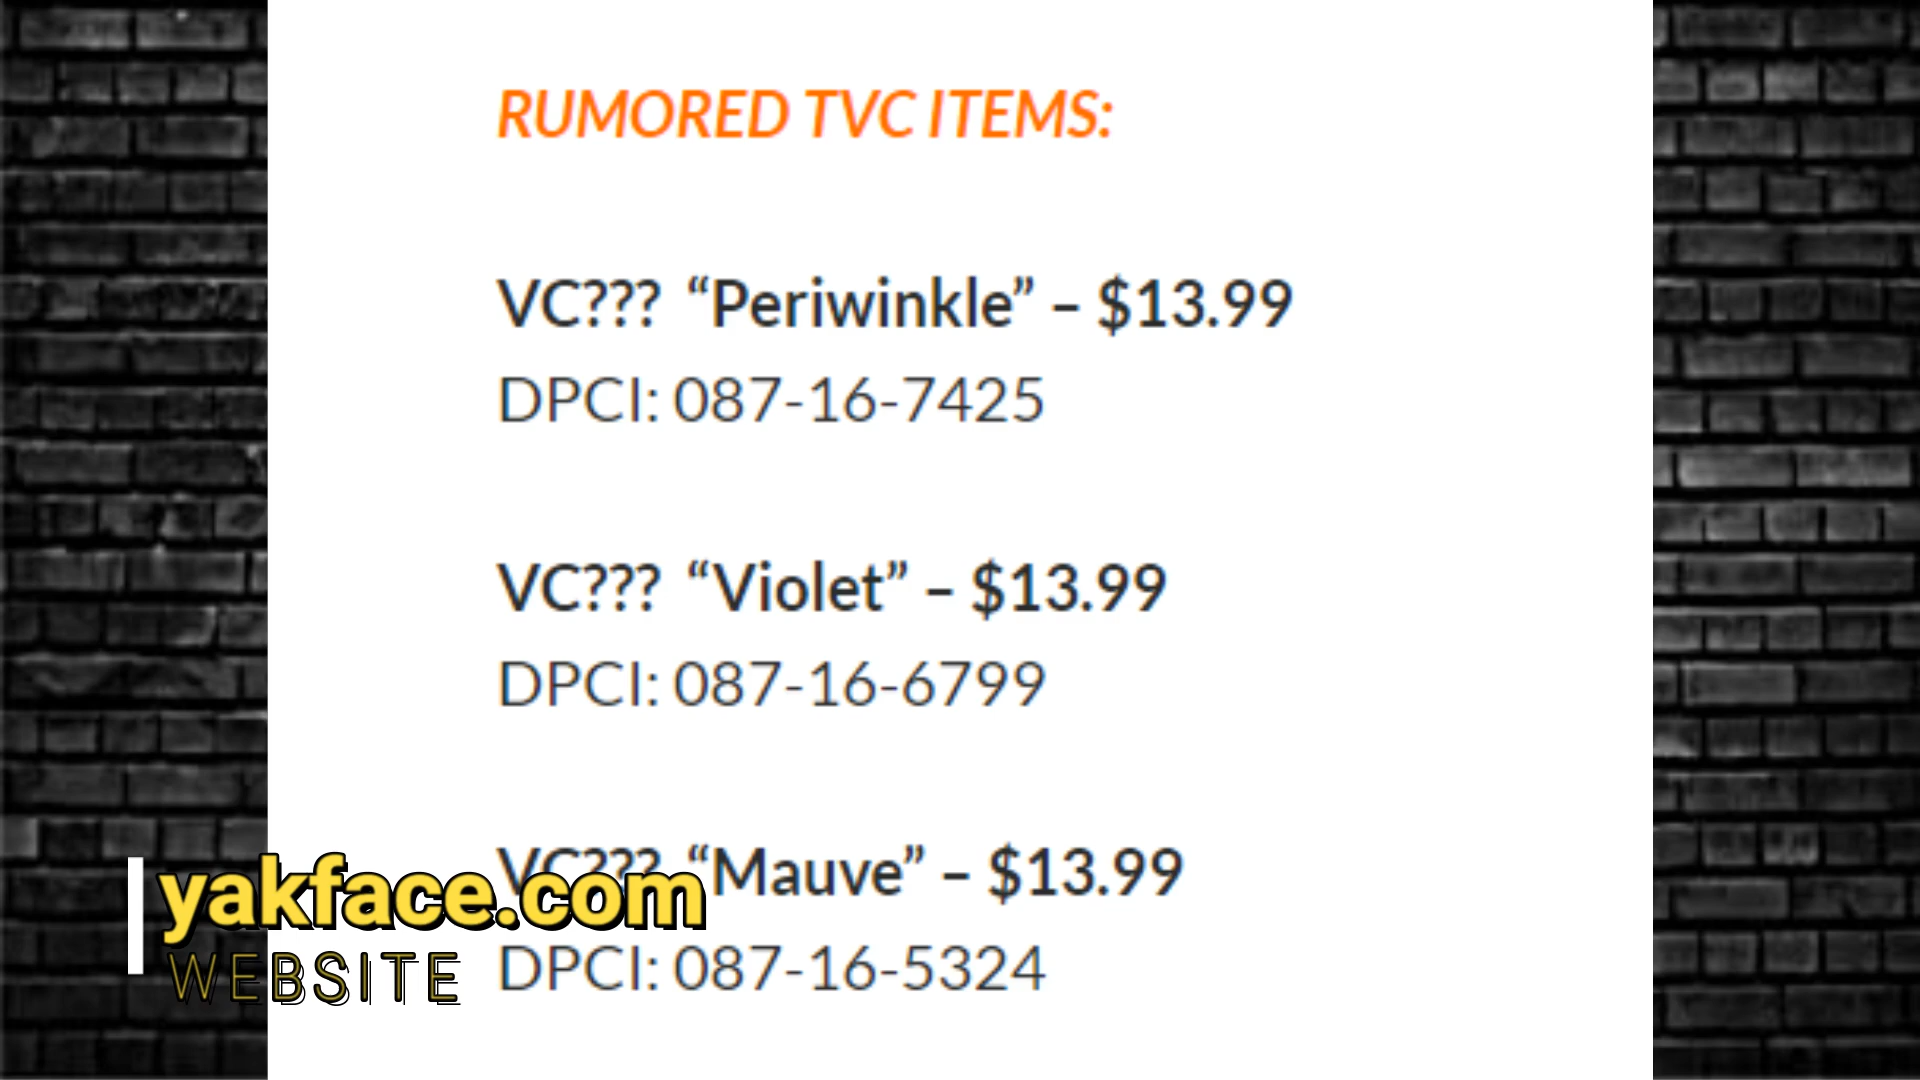 RUMORED TVC ITEMS:
VC??? “Periwinkle” – $13.99
DPCI: 087-16-7425
VC??? “Violet” – $13.99
DPCI: 087-16-6799
VC??? “Mauve” – $13.99
yakface.com
WEBSITE
DPCI: 087-16-5324